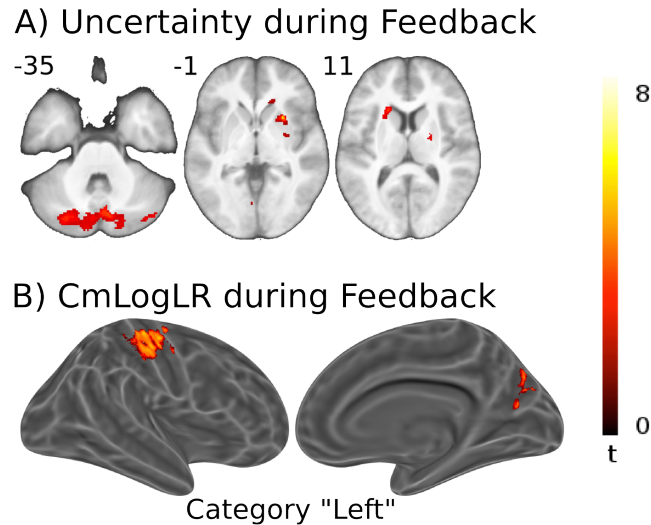 A) Uncertainty during Feedback
-35
-1
11
8
B) CmLogLR during Feedback
0
t
Category "Left"